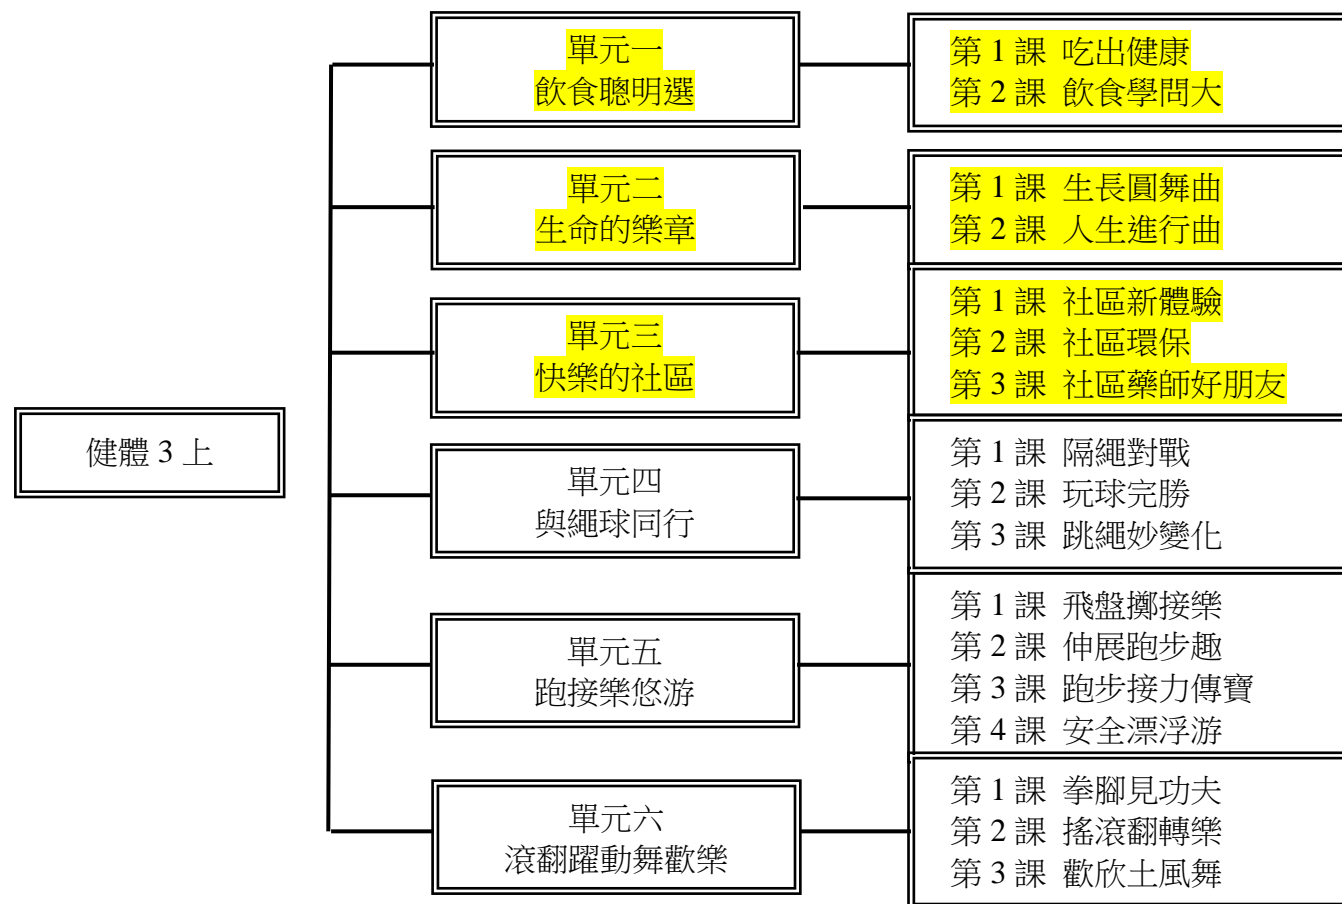 健體 3 上
單元一
飲食聰明選
第 1 課 吃出健康
第 2 課 飲食學問大
單元二
生命的樂章
第 1 課 生長圓舞曲
第 2 課 人生進行曲
單元三
快樂的社區
第 1 課 社區新體驗
第 2 課 社區環保
第 3 課 社區藥師好朋友
單元四
與繩球同行
第 1 課 隔繩對戰
第 2 課 玩球完勝
第 3 課 跳繩妙變化
單元五
跑接樂悠游
第 1 課 飛盤擲接樂
第 2 課 伸展跑步趣
第 3 課 跑步接力傳寶
第 4 課 安全漂浮游
單元六
滾翻躍動舞歡樂
第 1 課 拳腳見功夫
第 2 課 搖滾翻轉樂
第 3 課 歡欣土風舞